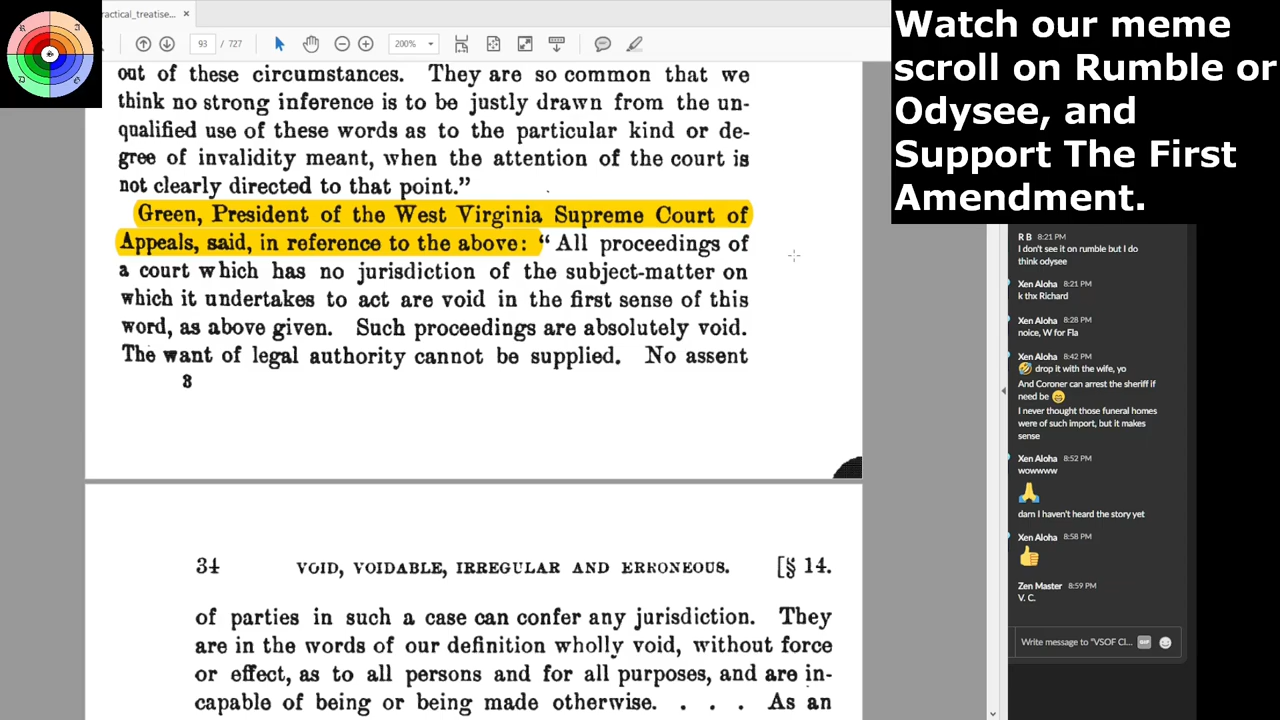 ractical_treatise...
93 / 727
200%
out of these circumstances. They are so common that we
think no strong inference is to be justly drawn from the un-
qualified use of these words as to the particular kind or de-
gree of invalidity meant, when the attention of the court is
not clearly directed to that point.”
Green, President of the West Virginia Supreme Court of
Appeals, said, in reference to the above: “All proceedings of
a court which has no jurisdiction of the subject-matter on
which it undertakes to act are void in the first sense of this
word, as above given. Such proceedings are absolutely void.
The want of legal authority cannot be supplied. No assent
3
34 VOID, VOIDABLE, IRREGULAR AND ERRONEOUS. [§ 14.
of parties in such a case can confer any jurisdiction. They
are in the words of our definition wholly void, without force
or effect, as to all persons and for all purposes, and are in-
capable of being or being made otherwise. . . . As an
Watch our meme
scroll on Rumble or
Odysee, and
Support The First
Amendment.
R B 8:21 PM
I don't see it on rumble but I do
think odysee
Xen Aloha 8:21 PM
k thx Richard
Xen Aloha 8:28 PM
noice, W for Fla
Xen Aloha 8:42 PM
🤣 drop it with the wife, yo
And Coroner can arrest the sheriff if
need be 😁
I never thought those funeral homes
were of such import, but it makes
sense
Xen Aloha 8:52 PM
wowwww
🙏
dam I haven't heard the story yet
Xen Aloha 8:58 PM
👍
Zen Master 8:59 PM
V. C.
Write message to "VSOF Cl...